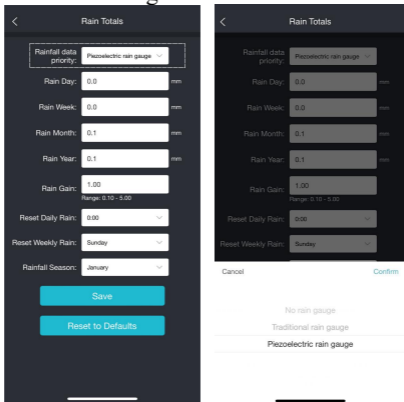 Rain Totals
Rainfall data priority:
Piezoelectric rain gauge
Rain Day:
0.0
mm
Rain Week:
0.0
mm
Rain Month:
0.1
mm
Rain Year:
0.1
mm
Rain Gain:
1.00
Range: 0.10 - 5.00
Reset Daily Rain:
0:00
Reset Weekly Rain:
Sunday
Rainfall Season:
January
Save
Reset to Defaults
Rain Totals
Rainfall data priority:
Piezoelectric rain gauge
Rain Day:
0.0
mm
Rain Week:
0.0
mm
Rain Month:
0.1
mm
Rain Year:
0.1
mm
Rain Gain:
1.00
Range: 0.10 - 5.00
Reset Daily Rain:
0:00
Reset Weekly Rain:
Sunday
Cancel
Confirm
No rain gauge
Traditional rain gauge
Piezoelectric rain gauge